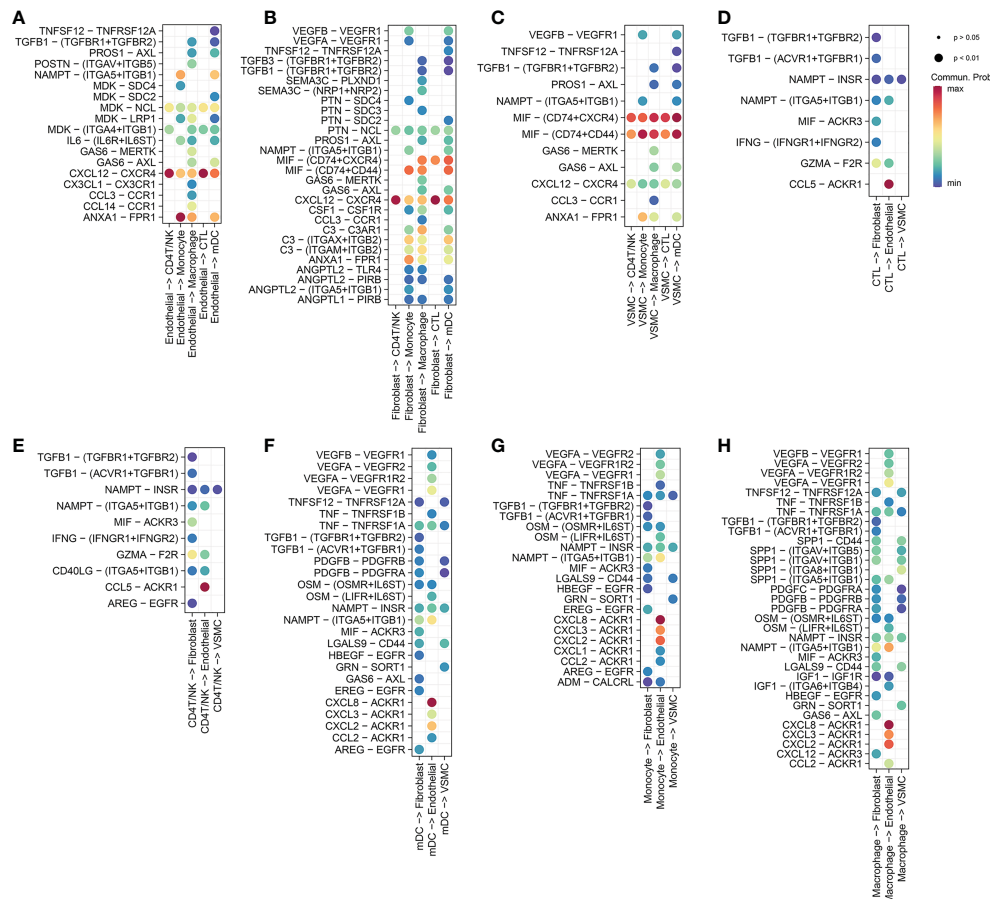 A
TNFSF12 − TNFRSF12A
TGFB1 − (TGFBR1+TGFBR2)
PROS1 − AXL
POSTN − (ITGAV+ITGB5)
NAMPT − (ITGA5+ITGB1)
MDK − SDC4
MDK − SDC2
MDK − NCL
MDK − LRP1
MDK − (ITGA4+ITGB1)
IL6 − (IL6R+IL6ST)
GAS6 − MERTK
GAS6 − AXL
CXCL12 − CXCR4
CX3CL1 − CX3CR1
CCL3 − CCR1
CCL14 − CCR1
ANXA1 − FPR1
Endothelial −> CD4T/NK
Endothelial −> Monocyte
Endothelial −> Macrophage
Endothelial −> CTL
Endothelial −> mDC
B
VEGFB − VEGFR1
VEGFA − VEGFR1
TNFSF12 − TNFRSF12A
TGFB3 − (TGFBR1+TGFBR2)
TGFB1 − (TGFBR1+TGFBR2)
SEMA3C − PLXND1
SEMA3C − (NRP1+NRP2)
PTN − SDC4
PTN − SDC3
PTN − SDC2
PTN − NCL
PROS1 − AXL
NAMPT − (ITGA5+ITGB1)
MIF − (CD74+CXCR4)
MIF − (CD74+CD44)
GAS6 − MERTK
GAS6 − AXL
CXCL12 − CXCR4
CSF1 − CSF1R
CCL3 − CCR1
C3 − C3AR1
C3 − (ITGAX+ITGB2)
C3 − (ITGAM+ITGB2)
ANXA1 − FPR1
ANGPTL2 − TLR4
ANGPTL2 − PIRB
ANGPTL2 − (ITGA5+ITGB1)
ANGPTL1 − PIRB
Fibroblast −> CD4T/NK
Fibroblast −> Monocyte
Fibroblast −> Macrophage
Fibroblast −> CTL
Fibroblast −> mDC
C
VEGFB − VEGFR1
TNFSF12 − TNFRSF12A
TGFB1 − (TGFBR1+TGFBR2)
PROS1 − AXL
NAMPT − (ITGA5+ITGB1)
MIF − (CD74+CXCR4)
MIF − (CD74+CD44)
GAS6 − MERTK
GAS6 − AXL
CXCL12 − CXCR4
CCL3 − CCR1
ANXA1 − FPR1
VSMC −> CD4T/NK
VSMC −> Monocyte
VSMC −> Macrophage
VSMC −> CTL
VSMC −> mDC
D
TGFB1 − (TGFBR1+TGFBR2)
TGFB1 − (ACVR1+TGFBR1)
NAMPT − INSR
NAMPT − (ITGA5+ITGB1)
MIF − ACKR3
IFNG − (IFNGR1+IFNGR2)
GZMA − F2R
CCL5 − ACKR1
CTL −> Fibroblast
CTL −> Endothelial
CTL −> VSMC
p > 0.05
p < 0.01
Commun. Prob
max
min
E
TGFB1 − (TGFBR1+TGFBR2)
TGFB1 − (ACVR1+TGFBR1)
NAMPT − INSR
NAMPT − (ITGA5+ITGB1)
MIF − ACKR3
IFNG − (IFNGR1+IFNGR2)
GZMA − F2R
CD40LG − (ITGA5+ITGB1)
CCL5 − ACKR1
AREG − EGFR
CD4T/NK −> Fibroblast
CD4T/NK −> Endothelial
CD4T/NK −> VSMC
F
VEGFB − VEGFR1
VEGFA − VEGFR2
VEGFA − VEGFR1R2
VEGFA − VEGFR1
TNFSF12 − TNFRSF12A
TNF − TNFRSF1B
TNF − TNFRSF1A
TGFB1 − (TGFBR1+TGFBR2)
TGFB1 − (ACVR1+TGFBR1)
PDGFB − PDGFRB
PDGFB − PDGFRA
OSM − (OSMR+IL6ST)
OSM − (LIFR+IL6ST)
NAMPT − INSR
NAMPT − (ITGA5+ITGB1)
MIF − ACKR3
LGALS9 − CD44
HBEGF − EGFR
GRN − SORT1
GAS6 − AXL
EREG − EGFR
CXCL8 − ACKR1
CXCL3 − ACKR1
CXCL2 − ACKR1
CCL2 − ACKR1
AREG − EGFR
mDC −> Fibroblast
mDC −> Endothelial
mDC −> VSMC
G
VEGFA − VEGFR2
VEGFA − VEGFR1R2
VEGFA − VEGFR1
TNF − TNFRSF1B
TNF − TNFRSF1A
TGFB1 − (TGFBR1+TGFBR2)
TGFB1 − (ACVR1+TGFBR1)
OSM − (OSMR+IL6ST)
OSM − (LIFR+IL6ST)
NAMPT − INSR
NAMPT − (ITGA5+ITGB1)
MIF − ACKR3
LGALS9 − CD44
HBEGF − EGFR
GRN − SORT1
EREG − EGFR
CXCL8 − ACKR1
CXCL3 − ACKR1
CXCL2 − ACKR1
CXCL1 − ACKR1
CCL2 − ACKR1
AREG − EGFR
ADM − CALCRL
Monocyte −> Fibroblast
Monocyte −> Endothelial
Monocyte −> VSMC
H
VEGFB − VEGFR1
VEGFA − VEGFR2
VEGFA − VEGFR1R2
VEGFA − VEGFR1
TNFSF12 − TNFRSF12A
TNF − TNFRSF1B
TNF − TNFRSF1A
TGFB1 − (TGFBR1+TGFBR2)
TGFB1 − (ACVR1+TGFBR1)
SPP1 − CD44
SPP1 − (ITGAV+ITGB5)
SPP1 − (ITGAV+ITGB1)
SPP1 − (ITGA8+ITGB1)
SPP1 − (ITGA5+ITGB1)
PDGFC − PDGFRA
PDGFB − PDGFRB
PDGFB − PDGFRA
OSM − (OSMR+IL6ST)
OSM − (LIFR+IL6ST)
NAMPT − INSR
NAMPT − (ITGA5+ITGB1)
MIF − ACKR3
LGALS9 − CD44
IGF1 − IGF1R
IGF1 − (ITGA6+ITGB4)
HBEGF − EGFR
GRN − SORT1
GAS6 − AXL
CXCL8 − ACKR1
CXCL3 − ACKR1
CXCL2 − ACKR1
CXCL12 − ACKR3
CCL2 − ACKR1
Macrophage −> Fibroblast
Macrophage −> Endothelial
Macrophage −> VSMC